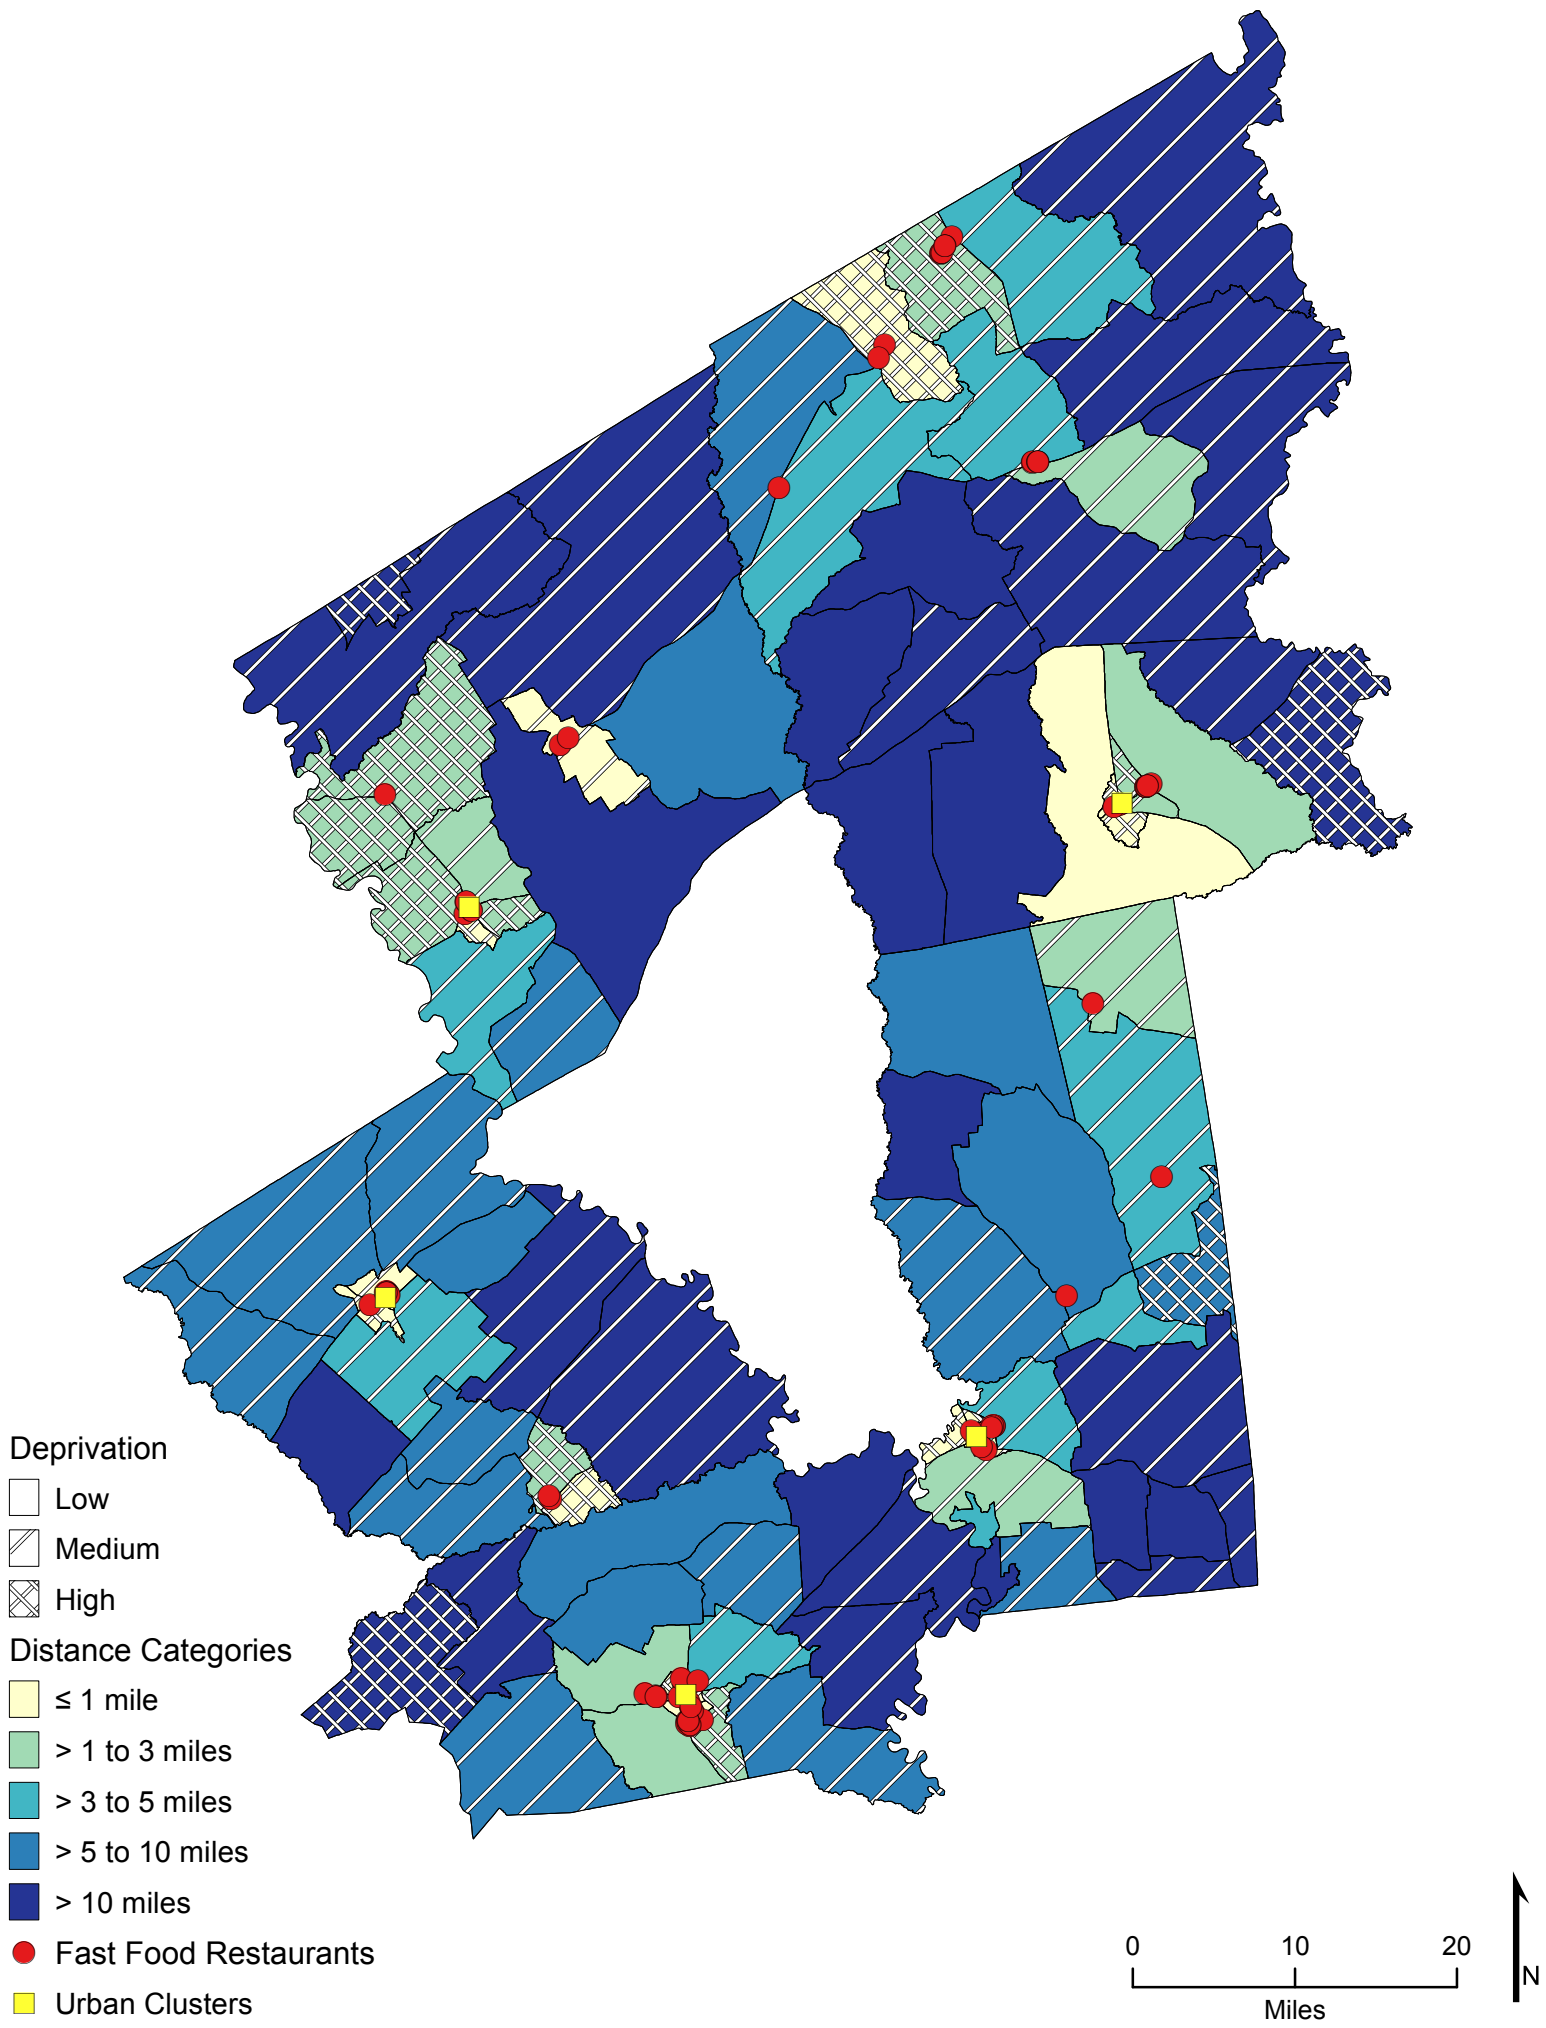 Deprivation
Low
Medium
High
Distance Categories
≤ 1 mile
> 1 to 3 miles
> 3 to 5 miles
> 5 to 10 miles
> 10 miles
Fast Food Restaurants
Urban Clusters
0 10 20
Miles
N